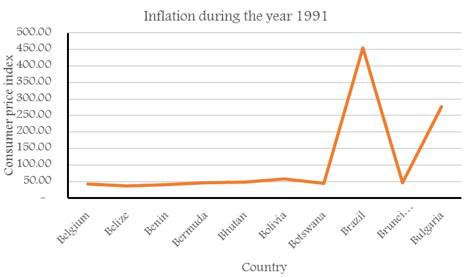 Inflation during the year 1991
Consumer price index
500.00
450.00
400.00
350.00
300.00
250.00
200.00
150.00
100.00
50.00
-
Belgium
Belize
Benin
Bermuda
Bhutan
Bolivia
Botswana
Brazil
Brunei…
Bulgaria
Country